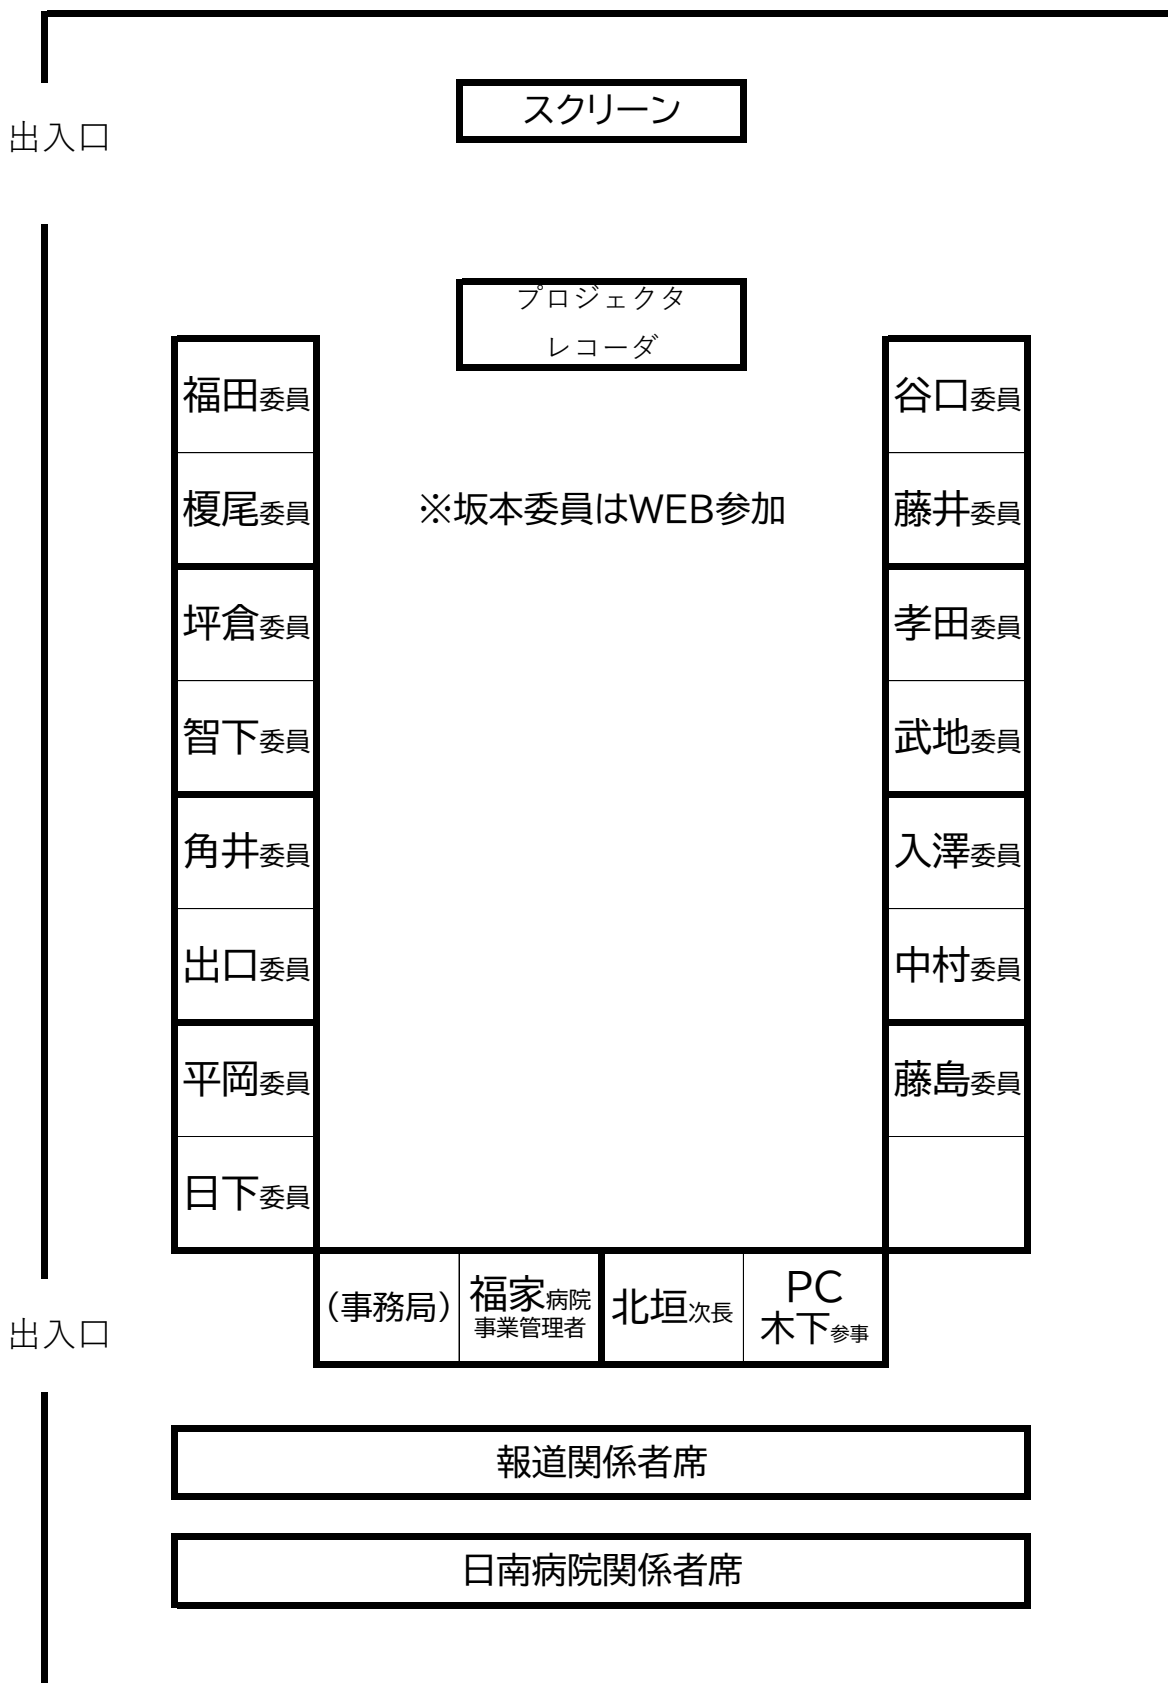 スクリーン
出入口
プロジェクタ
レコーダ
福田委員
谷口委員
榎尾委員
※坂本委員はWEB参加
藤井委員
坪倉委員
孝田委員
智下委員
武地委員
角井委員
入澤委員
出口委員
中村委員
平岡委員
藤島委員
日下委員
（事務局）
福家病院
事業管理者
北垣次長
PC
木下参事
出入口
報道関係者席
日南病院関係者席